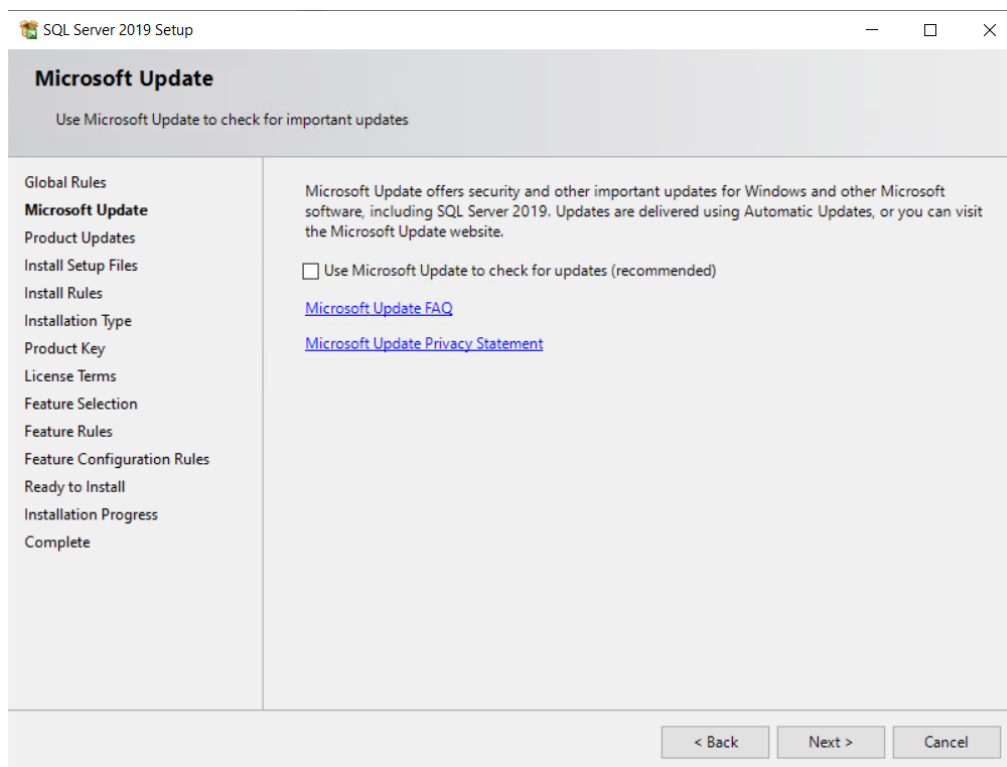 SQL Server 2019 Setup
Microsoft Update
Use Microsoft Update to check for important updates
Global Rules
Microsoft Update
Product Updates
Install Setup Files
Install Rules
Installation Type
Product Key
License Terms
Feature Selection
Feature Rules
Feature Configuration Rules
Ready to Install
Installation Progress
Complete
Microsoft Update offers security and other important updates for Windows and other Microsoft
software, including SQL Server 2019. Updates are delivered using Automatic Updates, or you can visit
the Microsoft Update website.
Use Microsoft Update to check for updates (recommended)
Microsoft Update FAQ
Microsoft Update Privacy Statement
< Back
Next >
Cancel